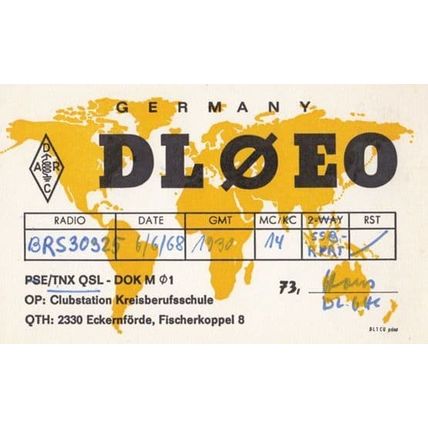 GERMANY
DARC
DLØEO
RADIO DATE GMT MC/KC 2-WAY RST
BRS30925 6/6/68 1930 14 SSB-
PSE/TNX QSL - DOK M Ø1
OP: Clubstation Kreisberufsschule
73,
QTH: 2330 Eckernförde, Fischerkoppel 8